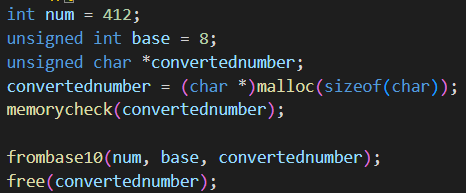 int num = 412;
unsigned int base = 8;
unsigned char *convertednumber;
convertednumber = (char *)malloc(sizeof(char));
memorycheck(convertednumber);
frombase10(num, base, convertednumber);
free(convertednumber);